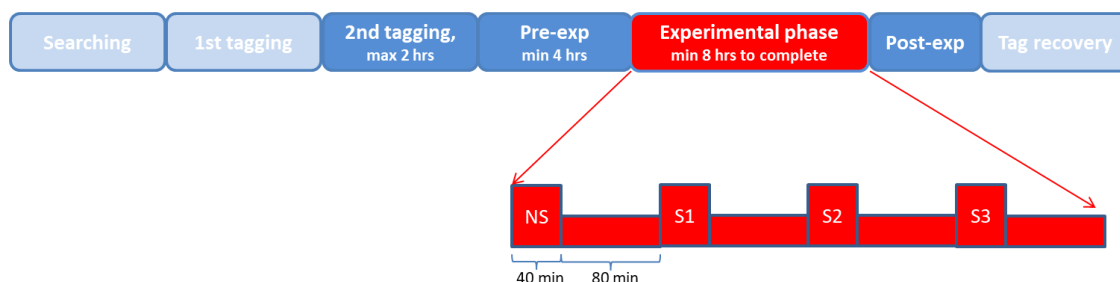 Searching
1st tagging
2nd tagging,
max 2 hrs
Pre-exp
min 4 hrs
Experimental phase
min 8 hrs to complete
Post-exp
Tag recovery
NS
S1
S2
S3
40 min
80 min